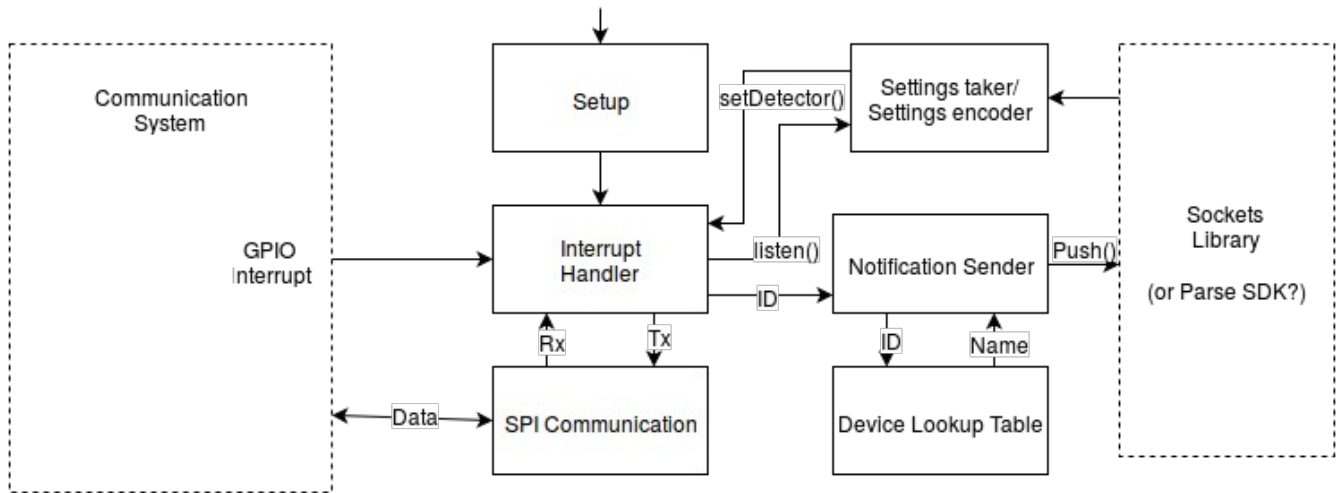 Communication
System
GPIO
Interrupt
Setup
setDetector()
Settings taker/
Settings encoder
Interrupt
Handler
listen()
ID
Notification Sender
Push()
Sockets
Library
(or Parse SDK?)
Rx
Tx
ID
Name
Data
SPI Communication
Device Lookup Table